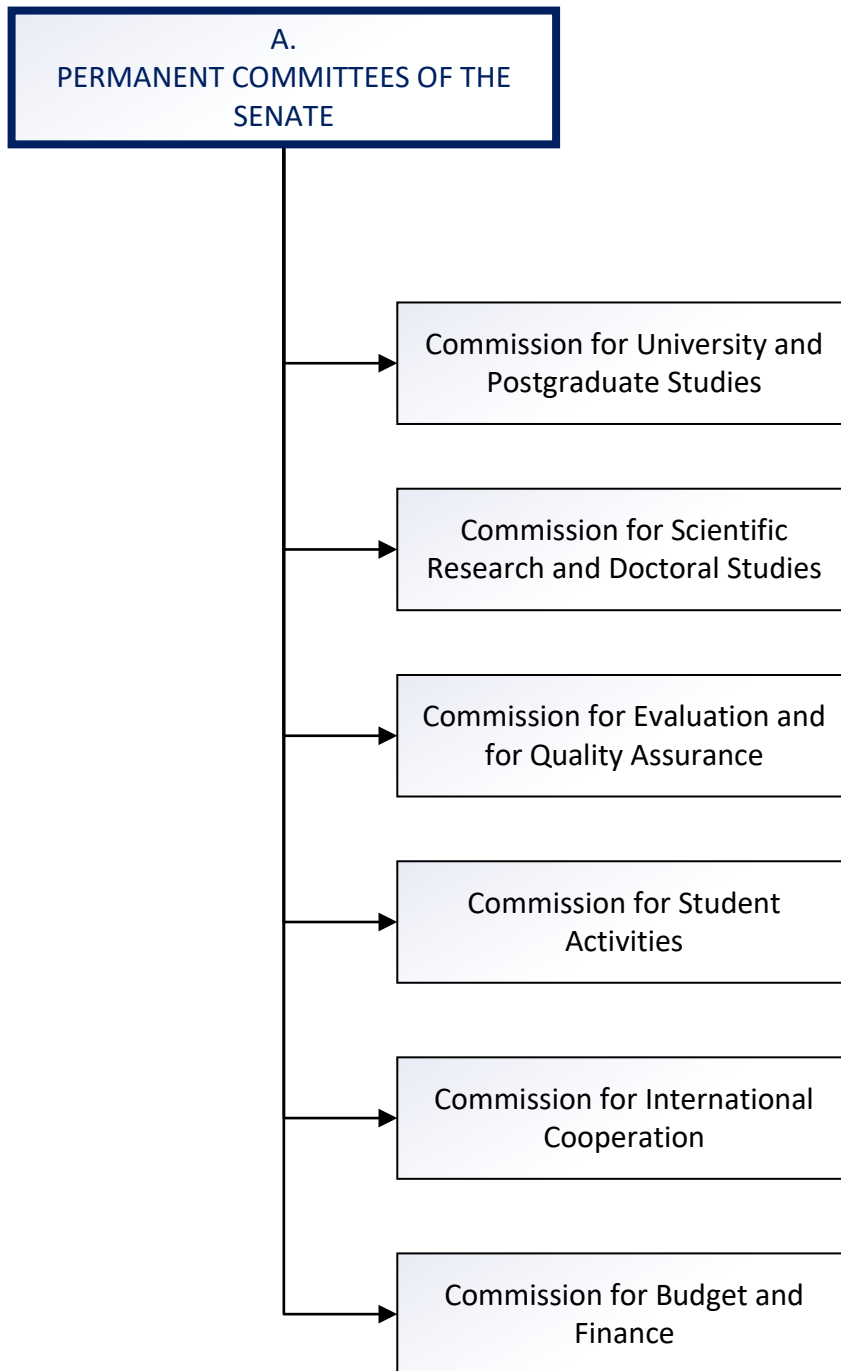 A.
PERMANENT COMMITTEES OF THE
SENATE
Commission for University and
Postgraduate Studies
Commission for Scientific
Research and Doctoral Studies
Commission for Evaluation and
for Quality Assurance
Commission for Student
Activities
Commission for International
Cooperation
Commission for Budget and
Finance